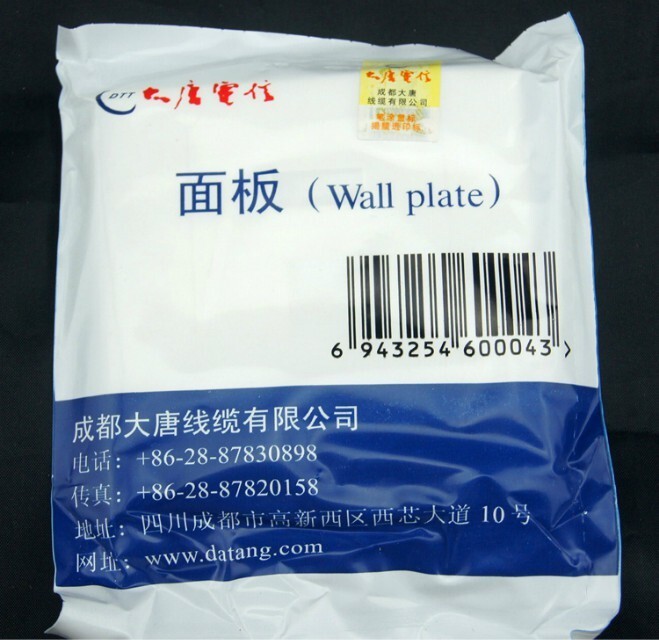 DTT 大唐電信
大唐電信
成都大唐
线缆有限公司
面板（Wall plate）
6 943254 600043 >
成都大唐线缆有限公司
电话：+86-28-87830898
传真：+86-28-87820158
地址：四川成都市高新西区西芯大道 10 号
网址：www.datang.com